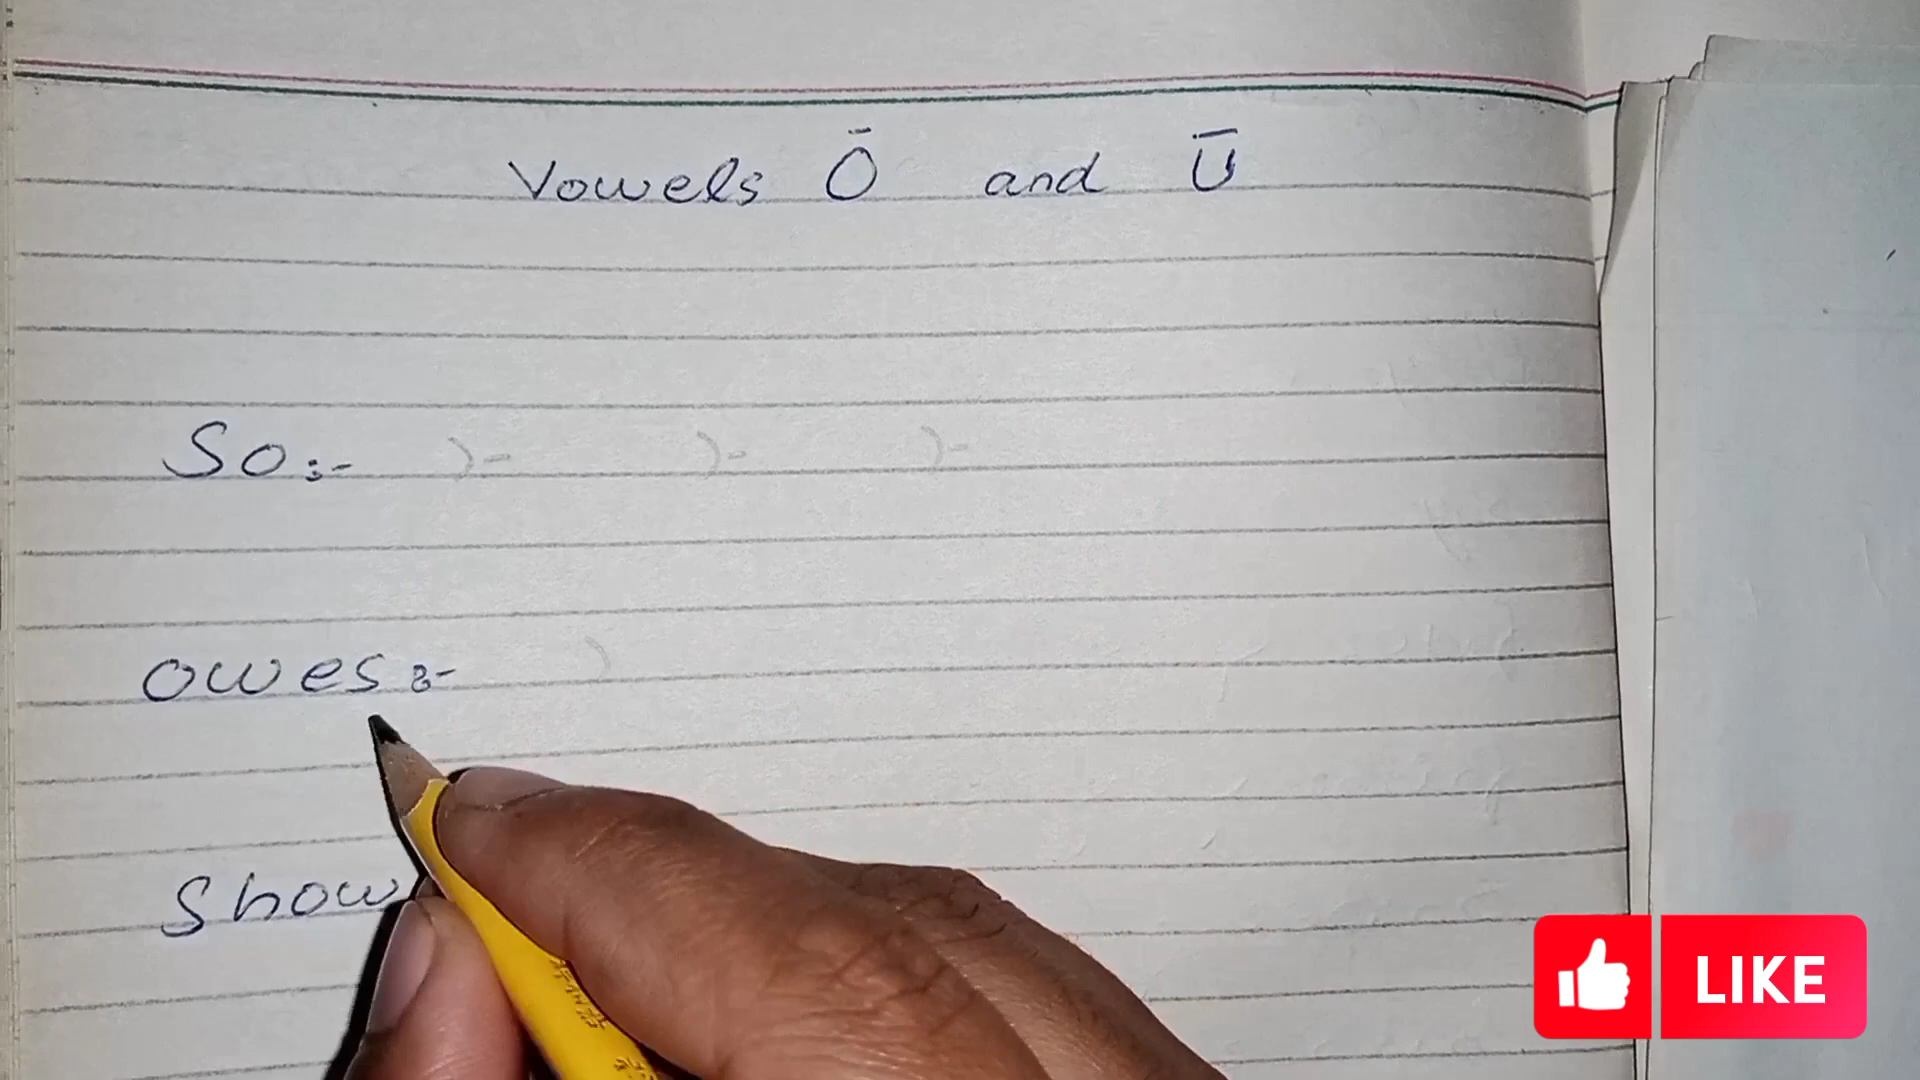 Vowels Ō and Ū
So:-
owes:-
Show
LIKE